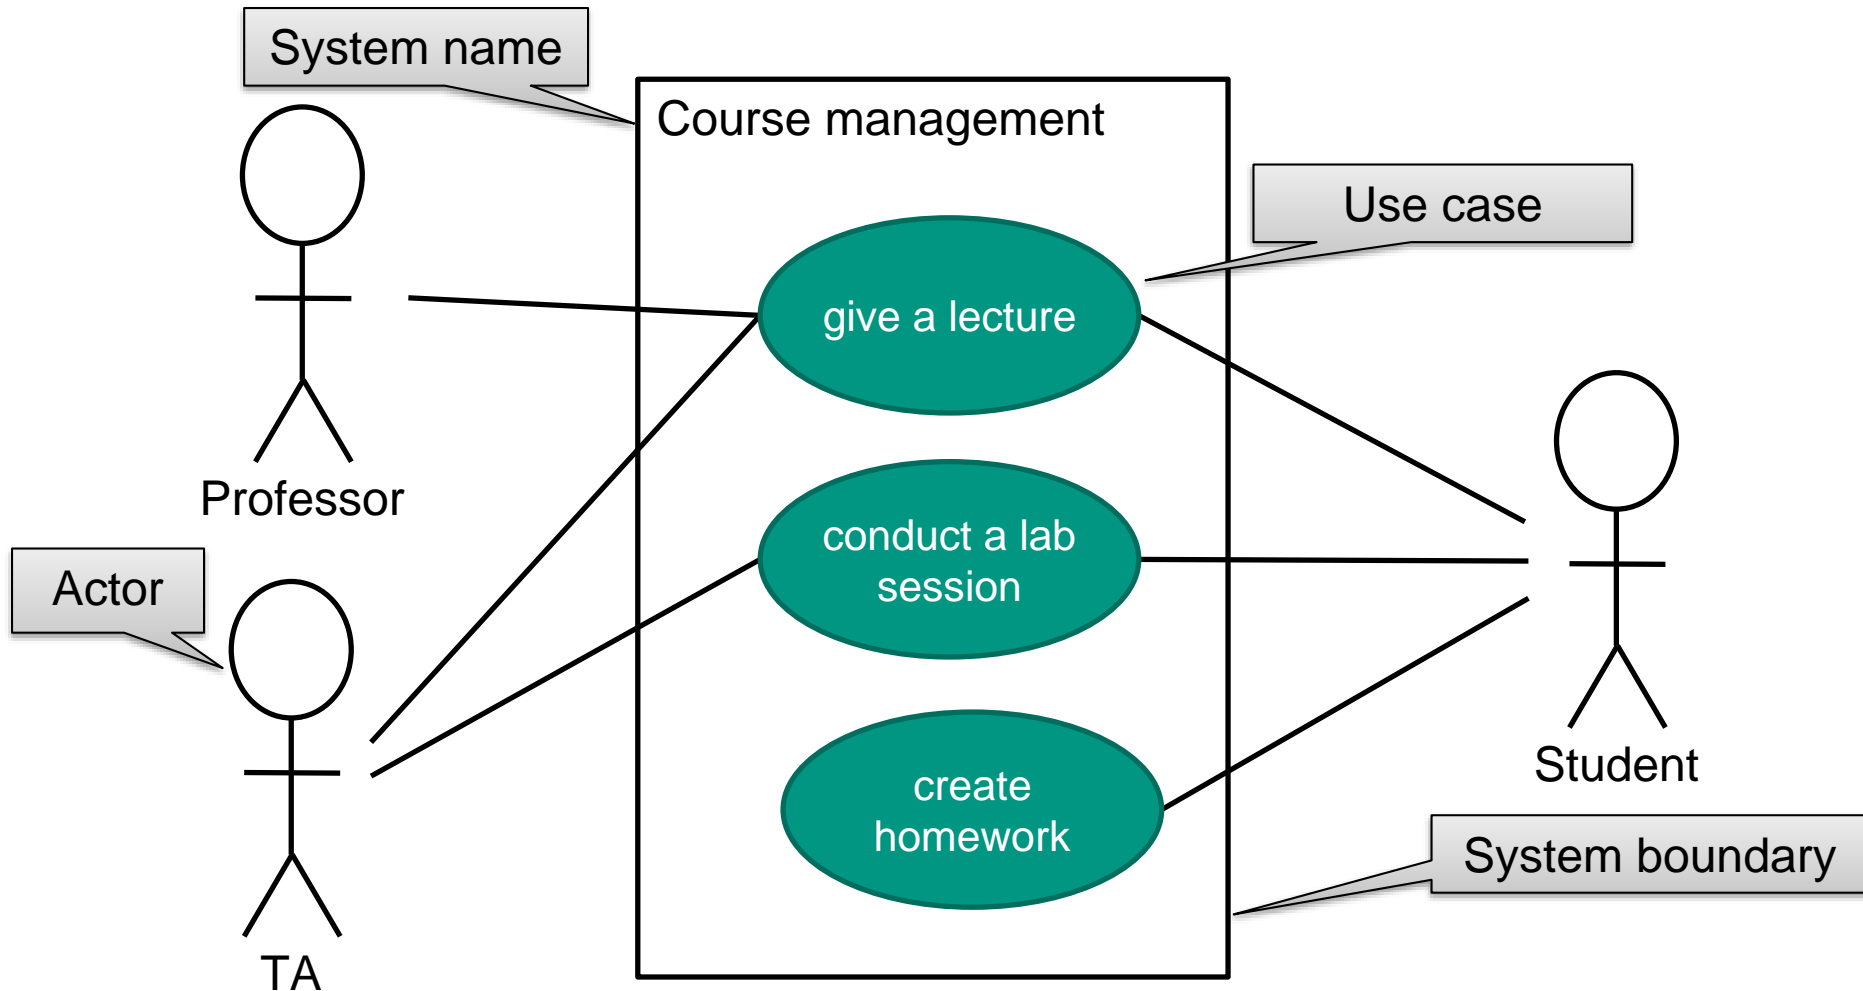 System name
Course management
Use case
give a lecture
Professor
conduct a lab
session
Actor
Student
create
homework
System boundary
TA